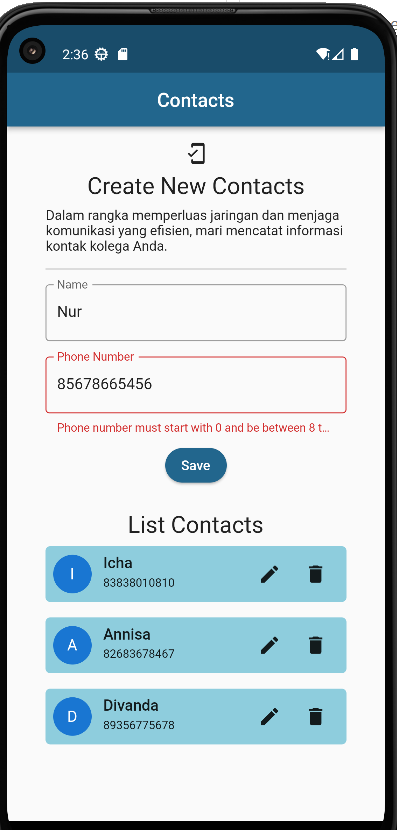 2:36
Contacts
Create New Contacts
Dalam rangka memperluas jaringan dan menjaga
komunikasi yang efisien, mari mencatat informasi
kontak kolega Anda.
Name
Nur
Phone Number
85678665456
Phone number must start with 0 and be between 8 t...
Save
List Contacts
I
Icha
83838010810
A
Annisa
82683678467
D
Divanda
89356775678